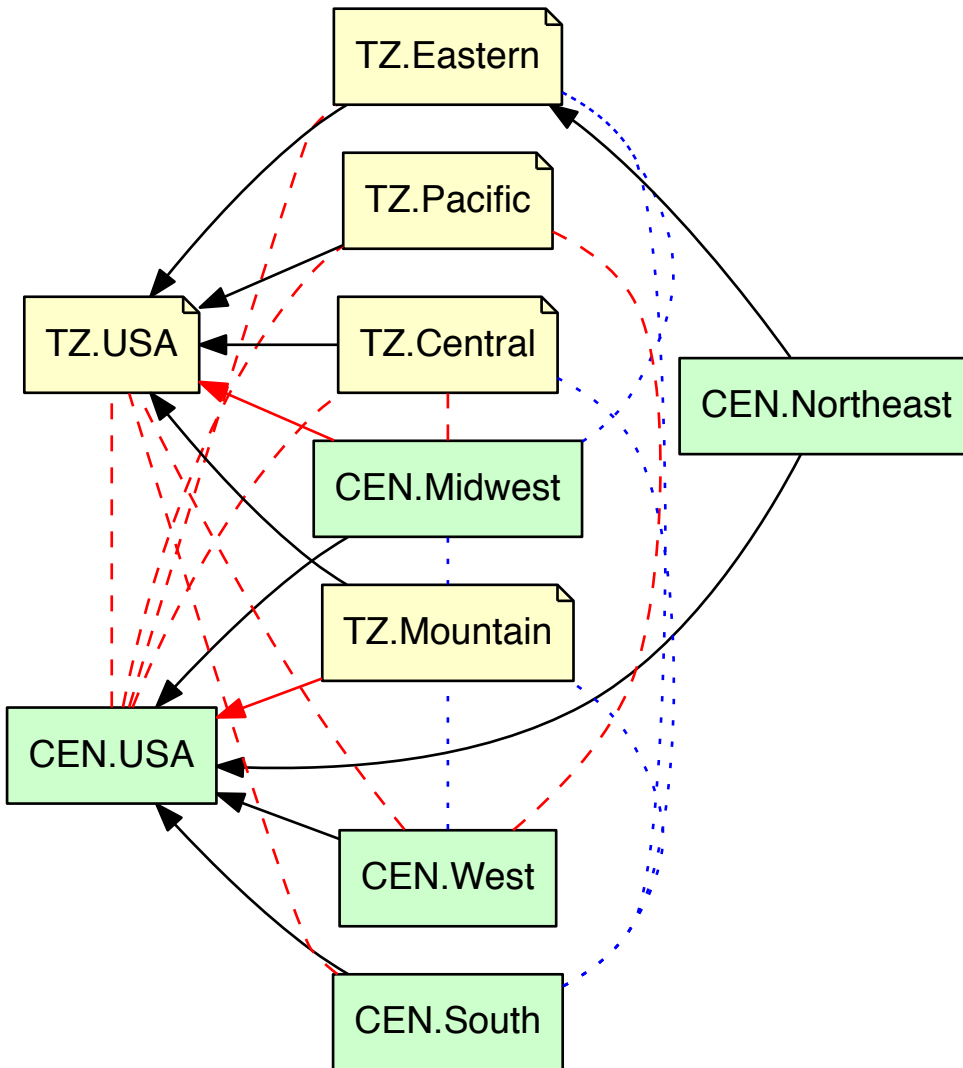 TZ.Eastern
TZ.Pacific
TZ.USA
TZ.Central
CEN.Northeast
CEN.Midwest
TZ.Mountain
CEN.USA
CEN.West
CEN.South